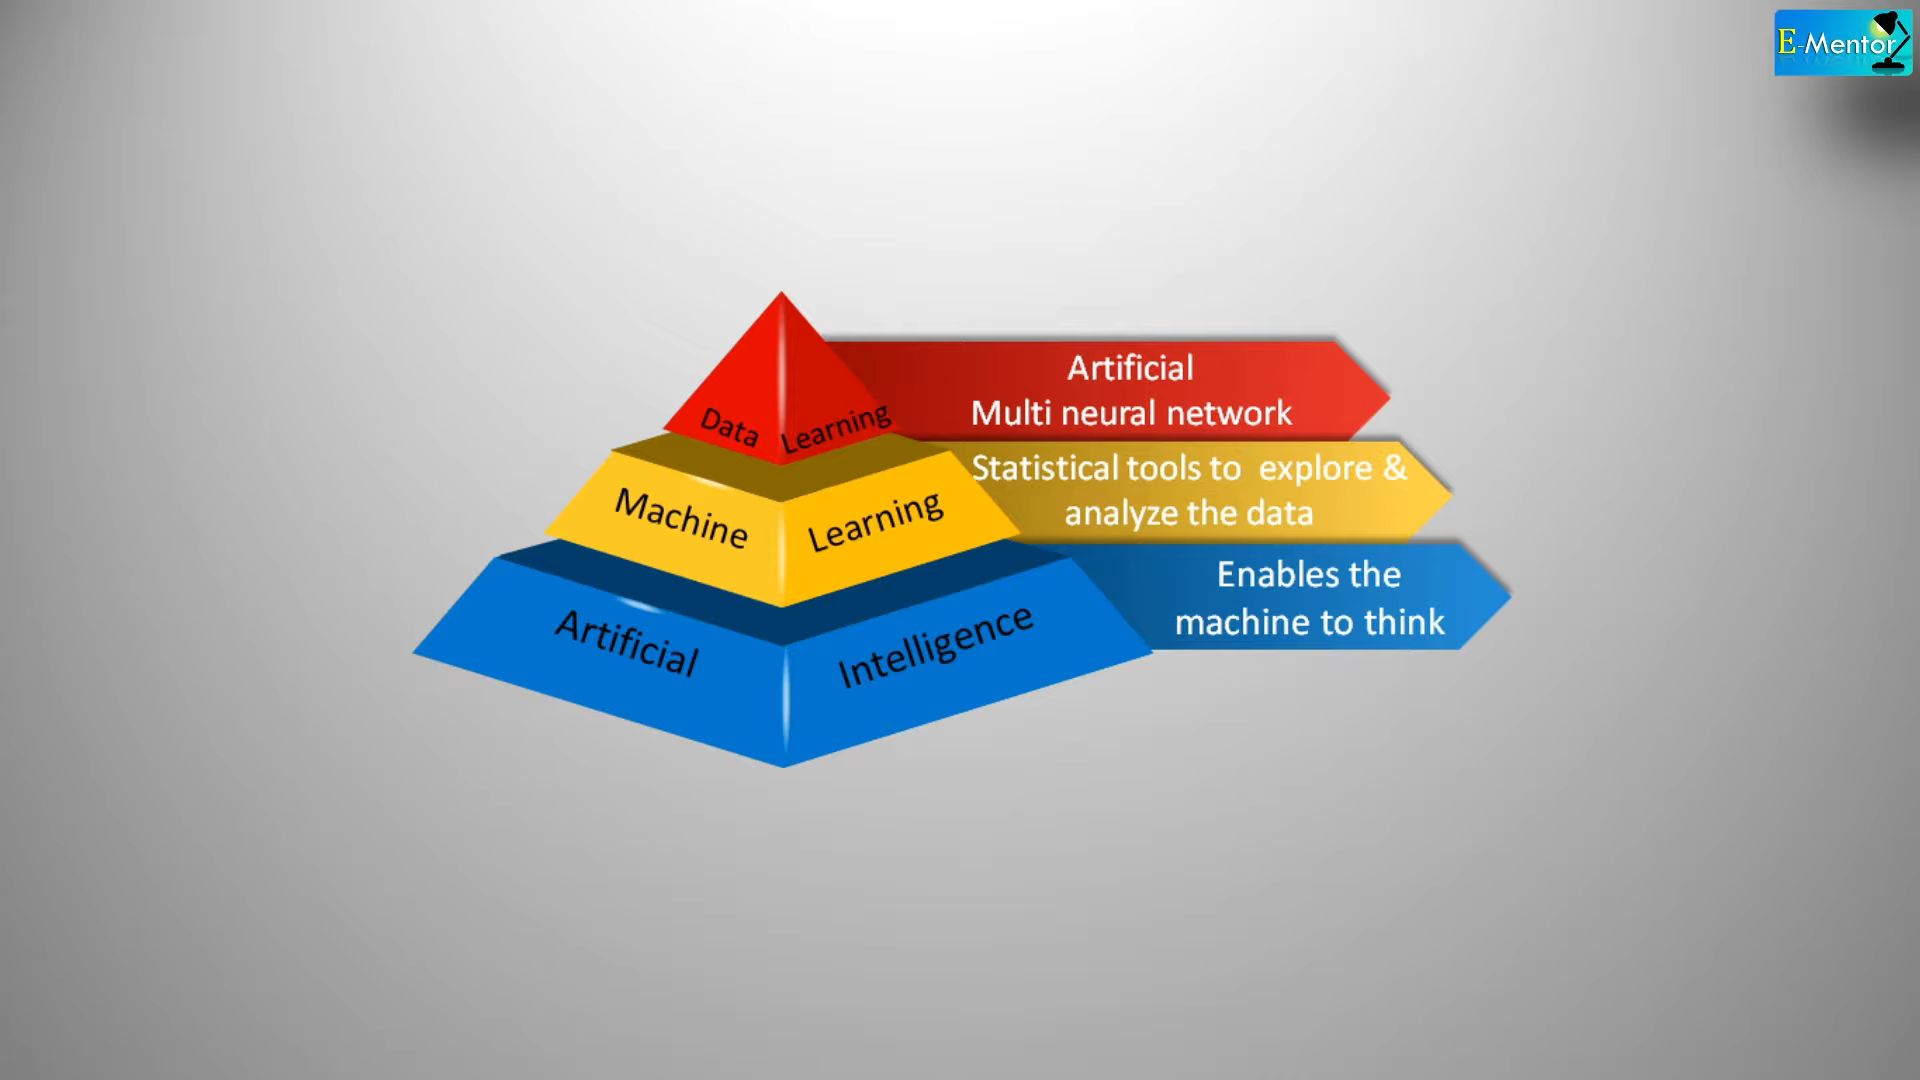 E-Mentor
Artificial
Multi neural network
Data Learning
Statistical tools to explore &
analyze the data
Machine Learning
Enables the
machine to think
Artificial Intelligence